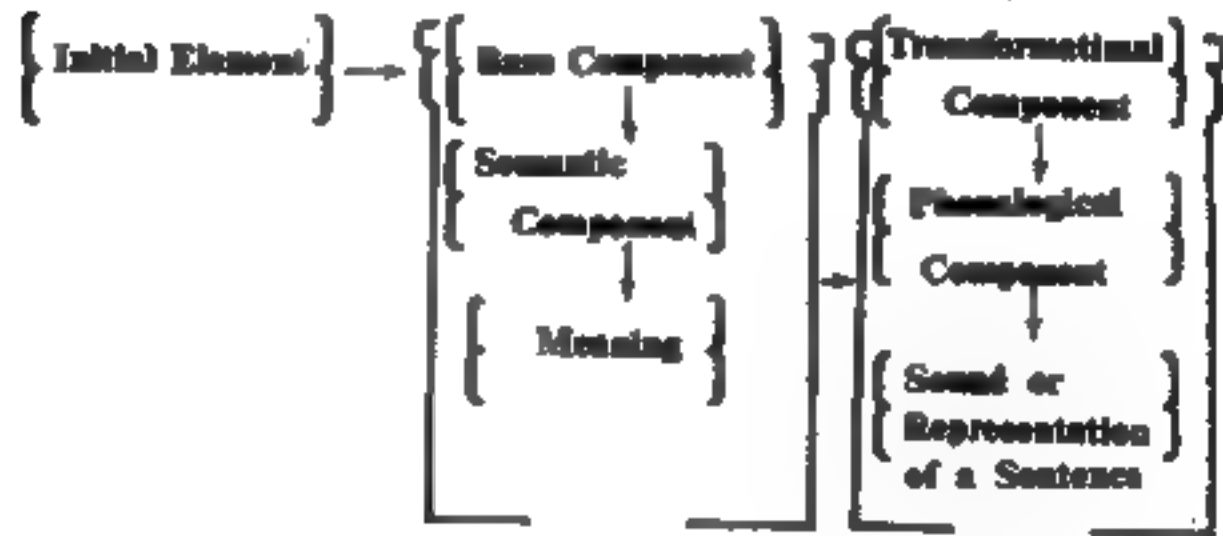 Initial Element
Base Component
Semantic
Component
Meaning
Transformational
Component
Phonological
Component
Sound or
Representation
of a Sentence